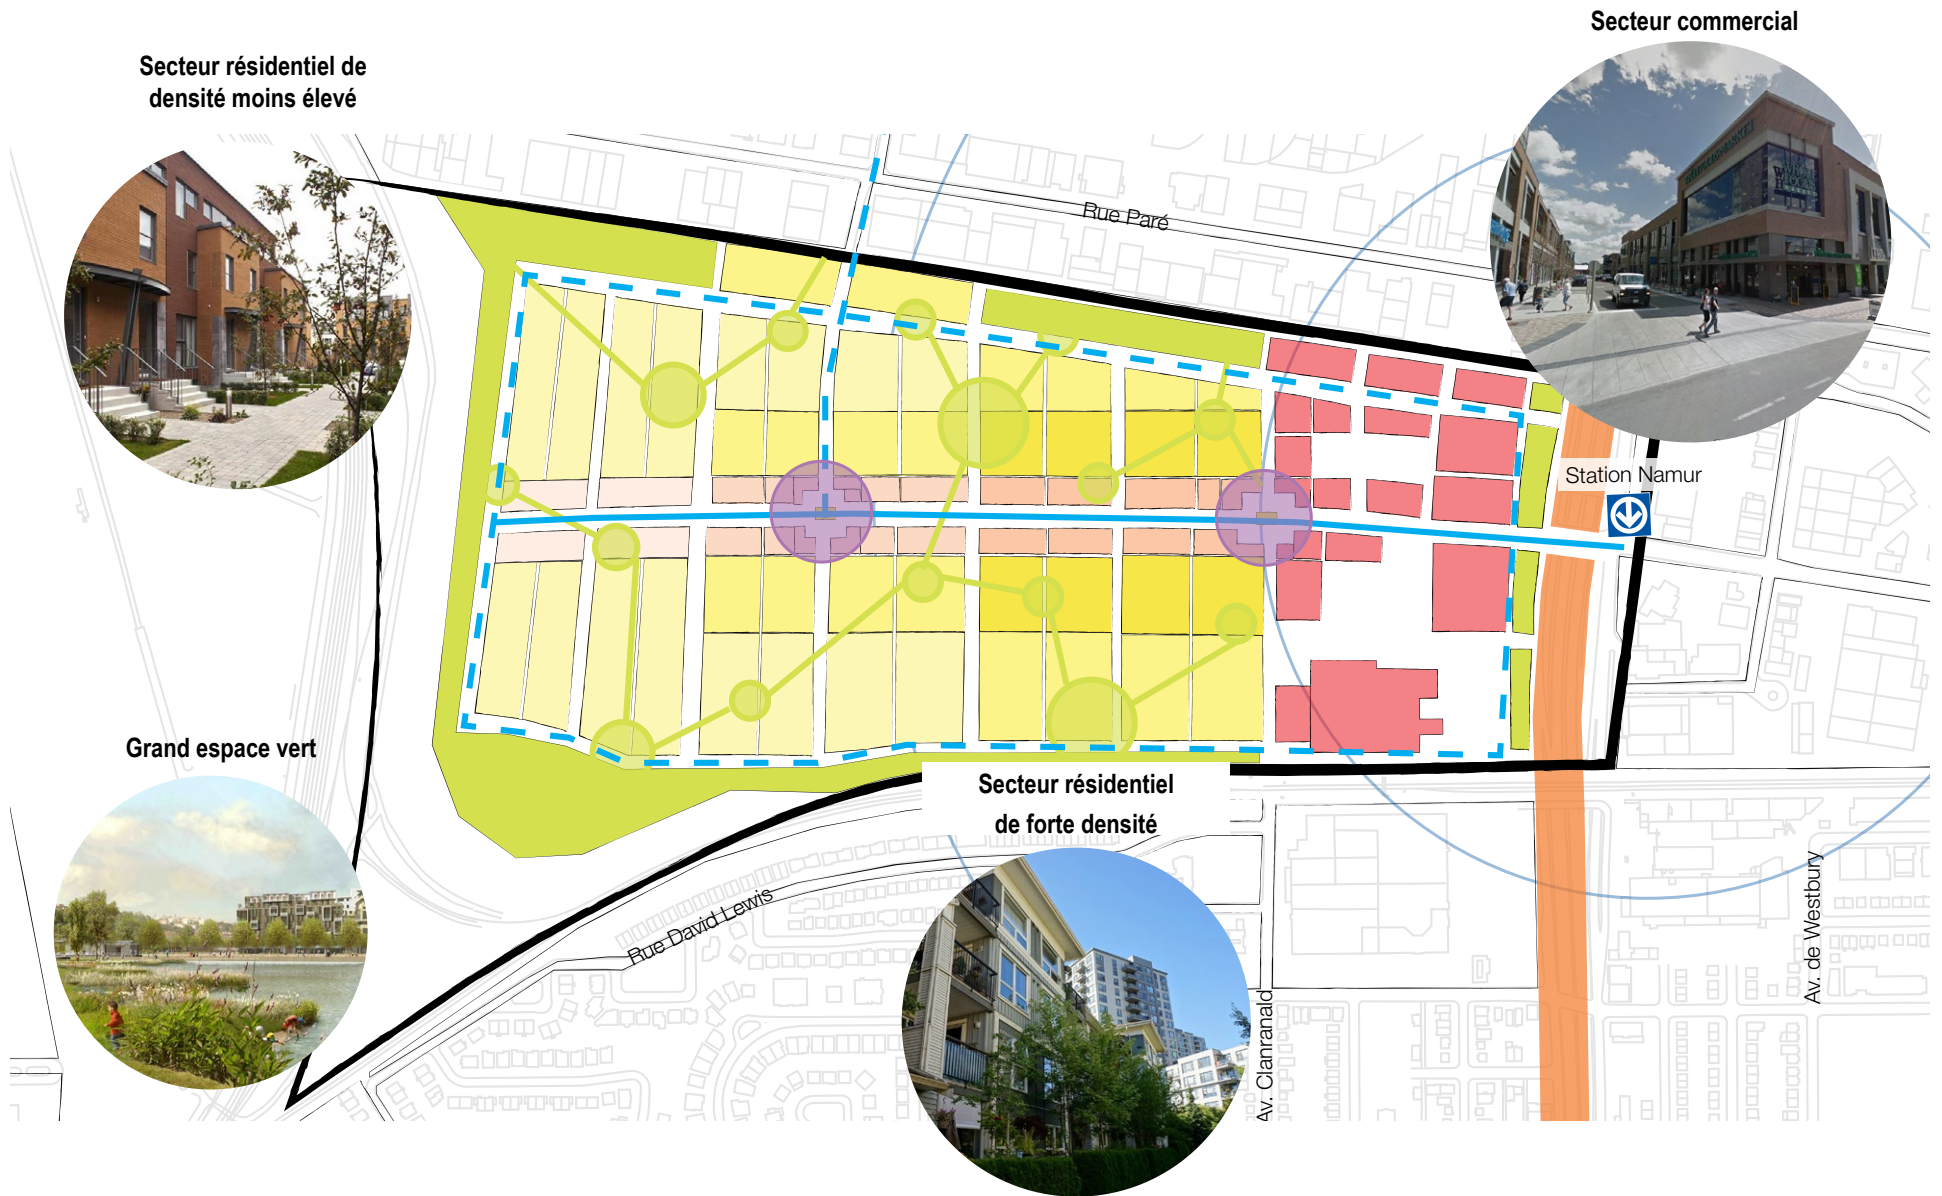 Secteur commercial
Secteur résidentiel de
densité moins élevé
Rue Paré
Station Namur
Grand espace vert
Secteur résidentiel
de forte densité
Rue David Lewis
Av. Clanranald
Av. de Westbury